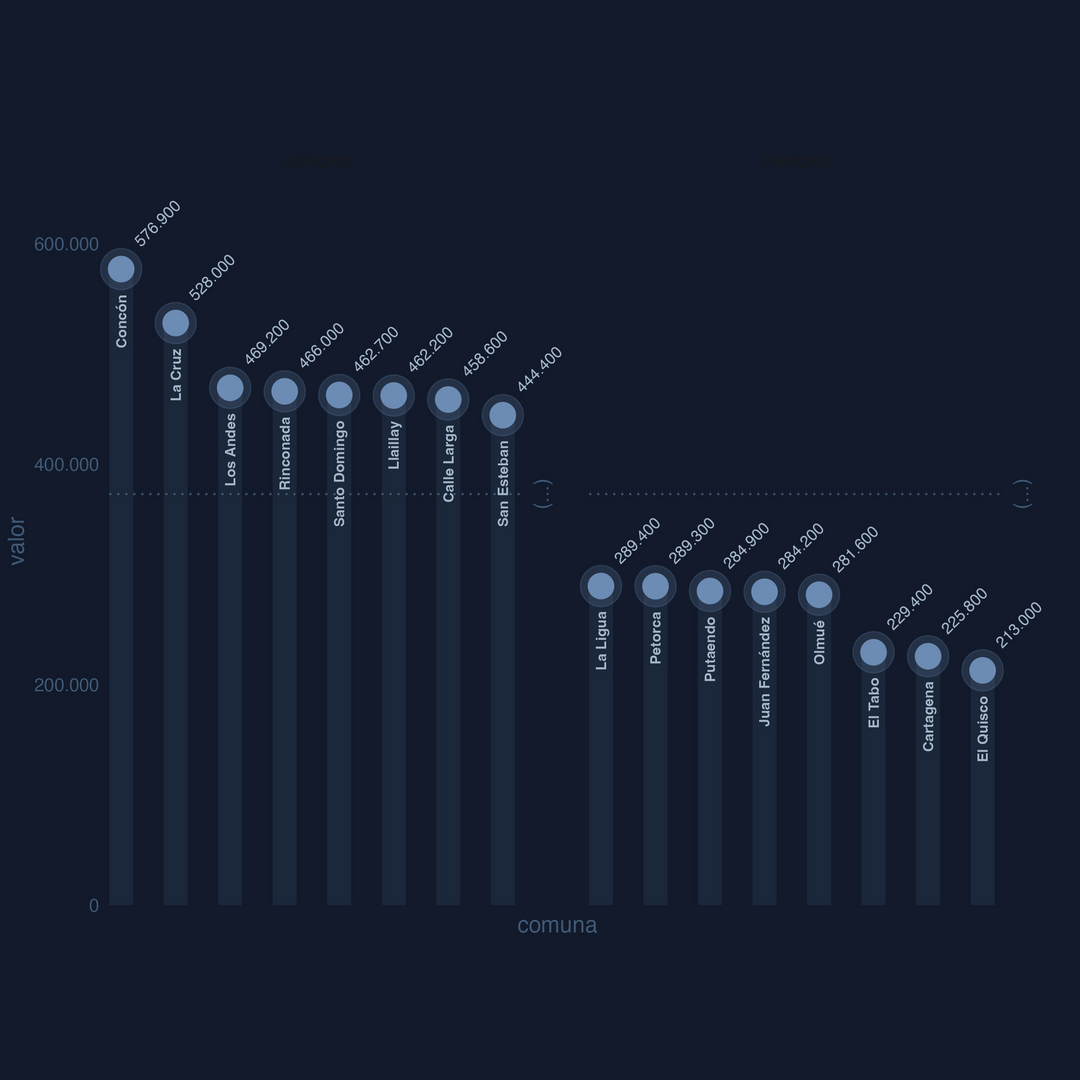 valor
600.000
400.000
200.000
0
576.900
528.000
469.200
466.000
462.700
462.200
458.600
444.400
Concón
La Cruz
Los Andes
Rinconada
Santo Domingo
Llaillay
Calle Larga
San Esteban
(...)
289.400
289.300
284.900
284.200
281.600
229.400
225.800
213.000
La Ligua
Petorca
Putaendo
Juan Fernández
Olmué
El Tabo
Cartagena
El Quisco
(...)
comuna